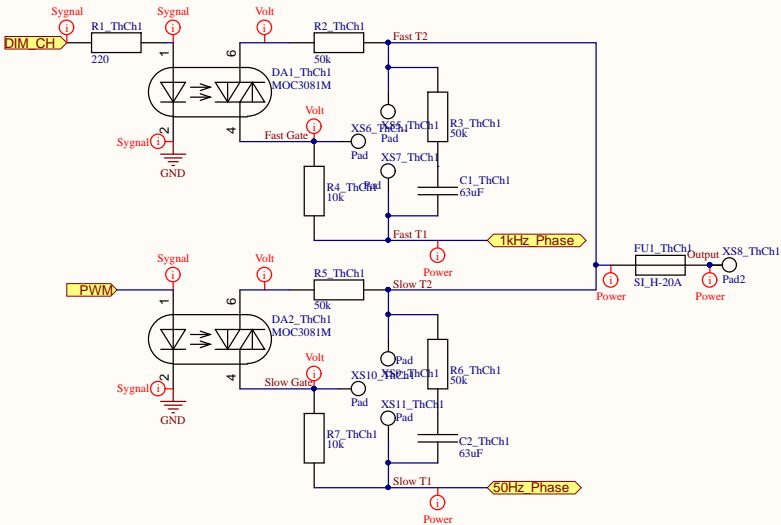 Sygnal
Sygnal
Volt
R1_ThCh1
R2_ThCh1
DIM_CH
Fast T2
220
50k
1
6
DA1_ThCh1
MOC3081M
Volt
XS5_ThCh1
XS6_ThCh1
R3_ThCh1
Pad
50k
2
4
Sygnal
Fast Gate
Pad
XS7_ThCh1
GND
R4_ThCh1
Pad
10k
C1_ThCh1
63uF
Fast T1
1kHz_Phase
Power
FU1_ThCh1
Output
XS8_ThCh1
SI_H-20A
Pad2
Power
Power
Sygnal
Volt
R5_ThCh1
PWM
Slow T2
50k
1
6
DA2_ThCh1
MOC3081M
Volt
Pad
XS9_ThCh1
XS10_ThCh1
R6_ThCh1
50k
2
4
Sygnal
Slow Gate
Pad
XS11_ThCh1
Pad
GND
R7_ThCh1
10k
C2_ThCh1
63uF
Slow T1
50Hz_Phase
Power